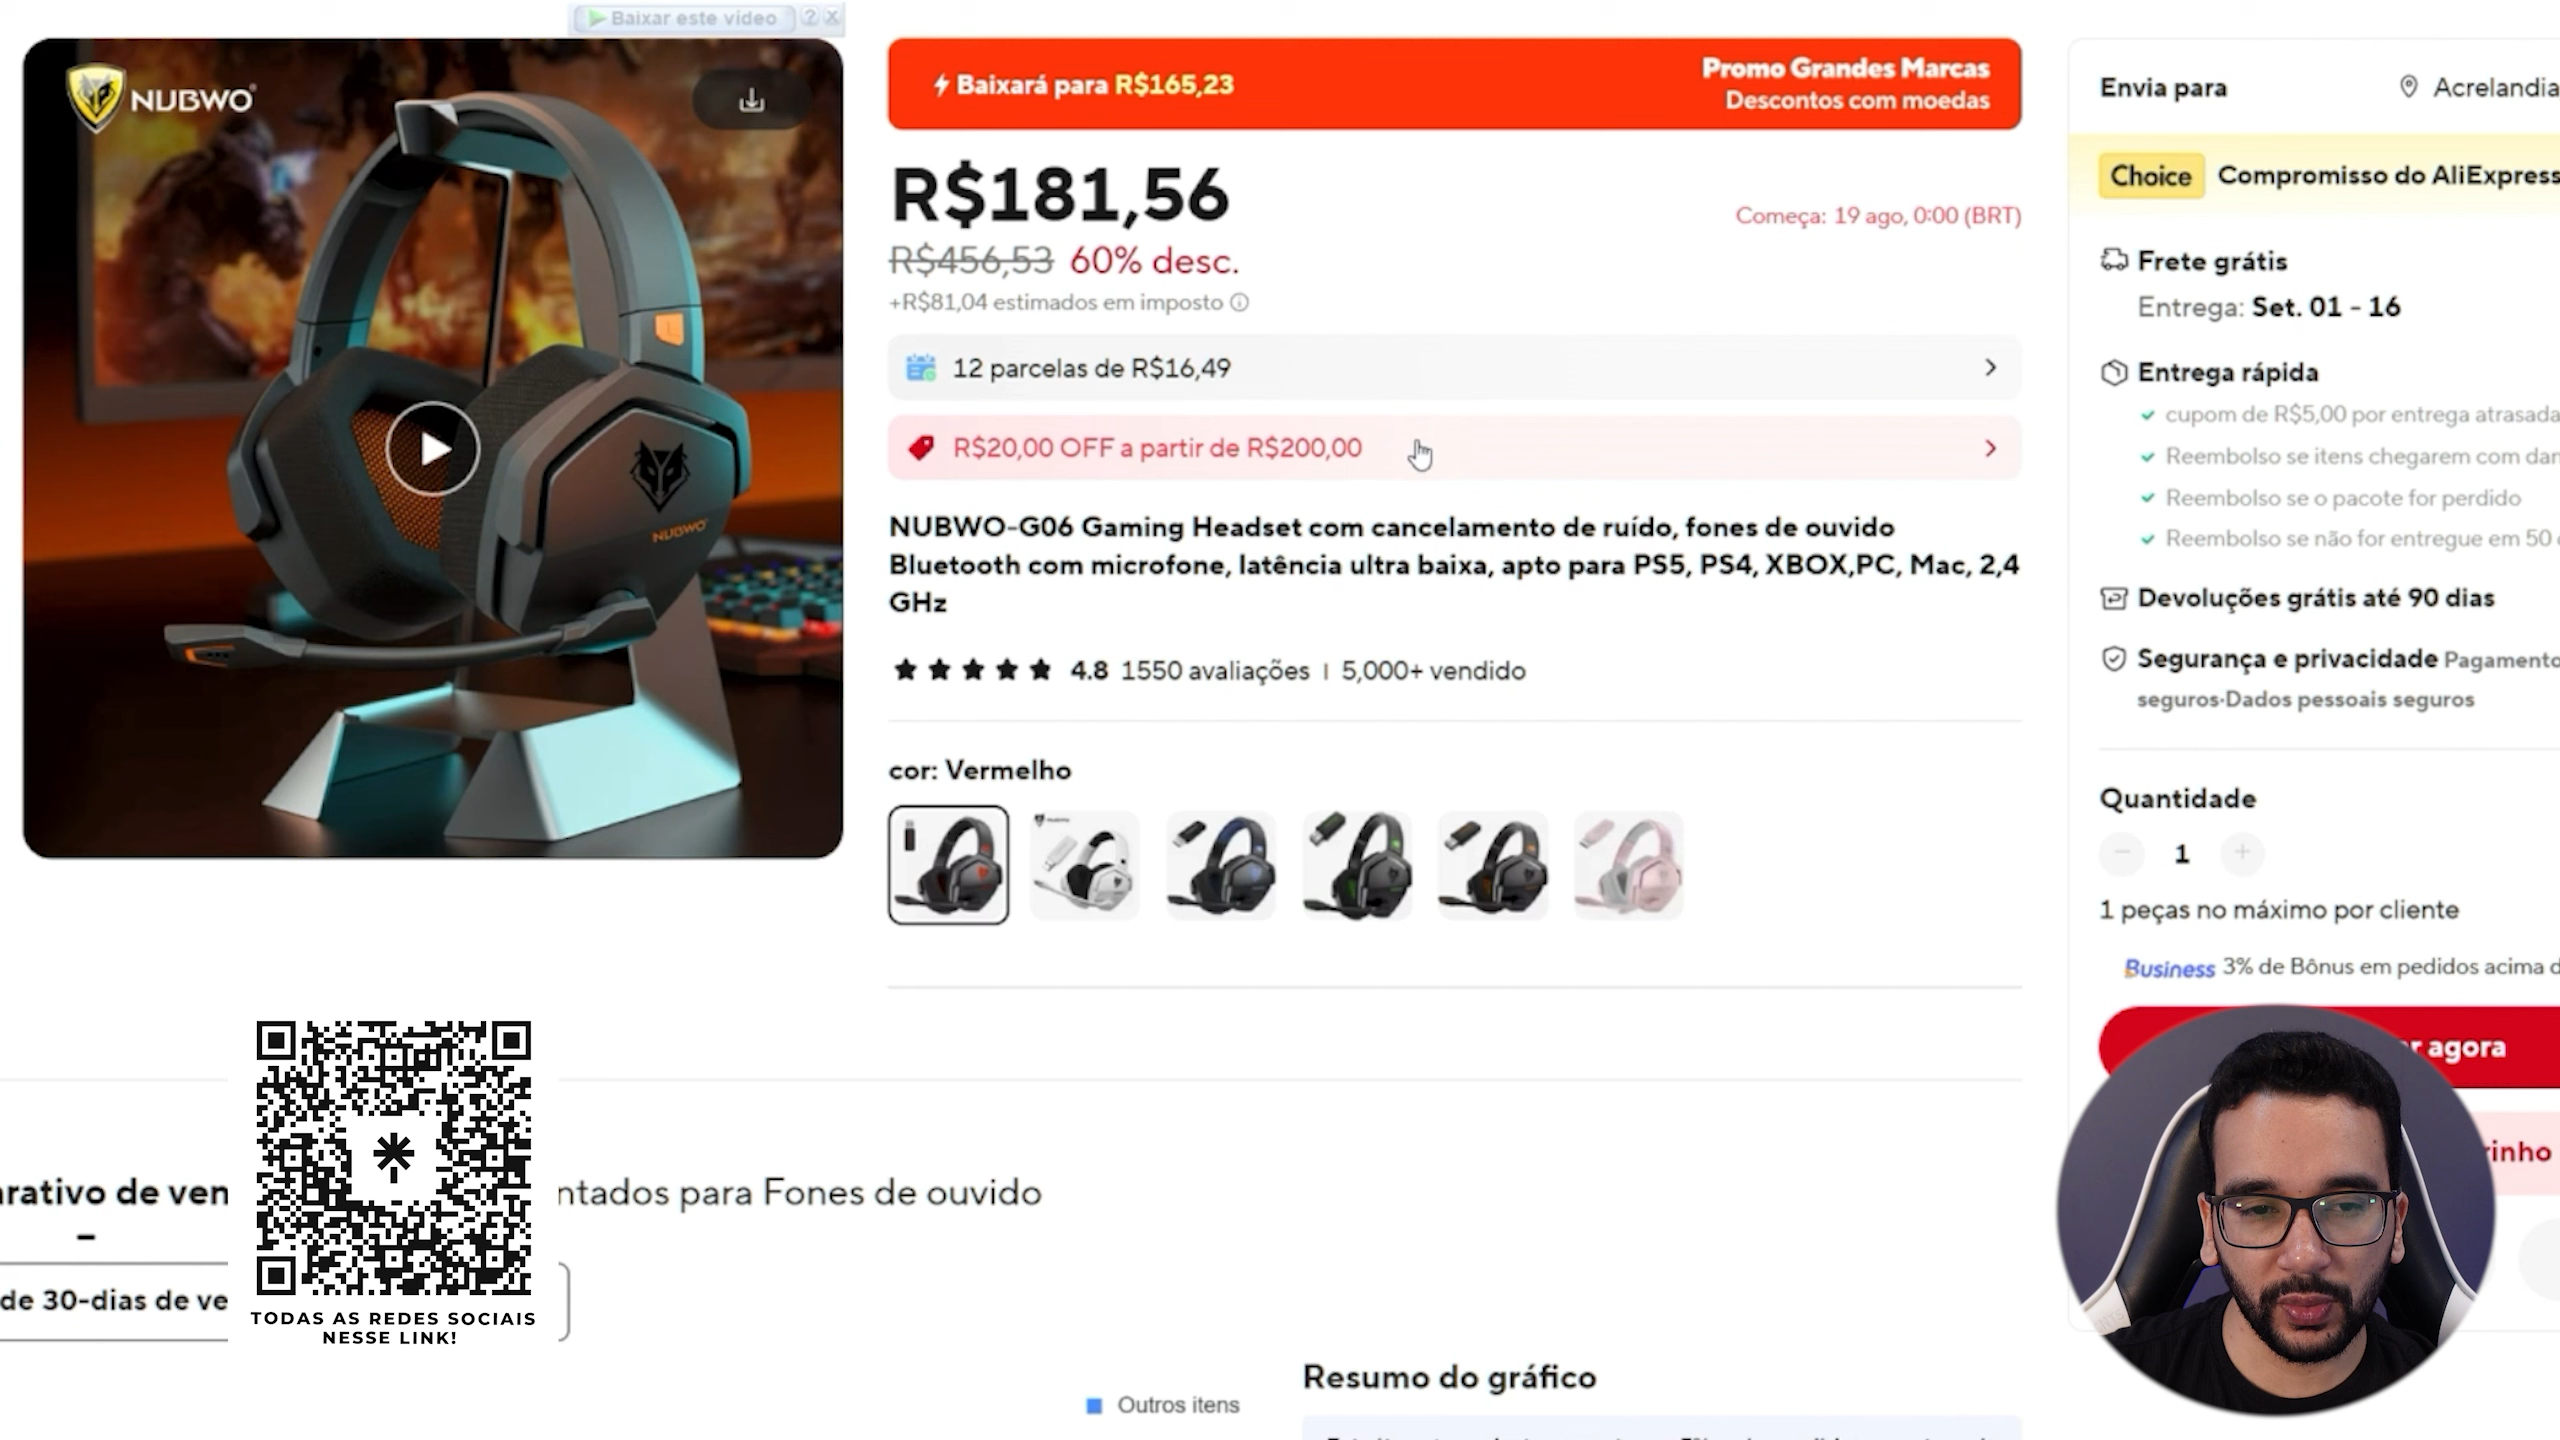 Baixar este vídeo ? X
NUBWO
NUBWO
Baixará para R$165,23
Promo Grandes Marcas
Descontos com moedas
R$181,56
Começa: 19 ago, 0:00 (BRT)
R$456,53 60% desc.
+R$81,04 estimados em imposto
12 parcelas de R$16,49
R$20,00 OFF a partir de R$200,00
NUBWO-G06 Gaming Headset com cancelamento de ruído, fones de ouvido
Bluetooth com microfone, latência ultra baixa, apto para PS5, PS4, XBOX,PC, Mac, 2,4
GHz
4.8 1550 avaliações | 5,000+ vendido
cor: Vermelho
Envia para Acrelandia
Choice Compromisso do AliExpress
Frete grátis
Entrega: Set. 01 - 16
Entrega rápida
cupom de R$5,00 por entrega atrasada
Reembolso se itens chegarem com dan
Reembolso se o pacote for perdido
Reembolso se não for entregue em 50
Devoluções grátis até 90 dias
Segurança e privacidade Pagamento
seguros·Dados pessoais seguros
Quantidade
1
1 peças no máximo por cliente
Business 3% de Bônus em pedidos acima d
r agora
rinho
arativo de ven
ntados para Fones de ouvido
de 30-dias de ve
TODAS AS REDES SOCIAIS
NESSE LINK!
Resumo do gráfico
Outros itens